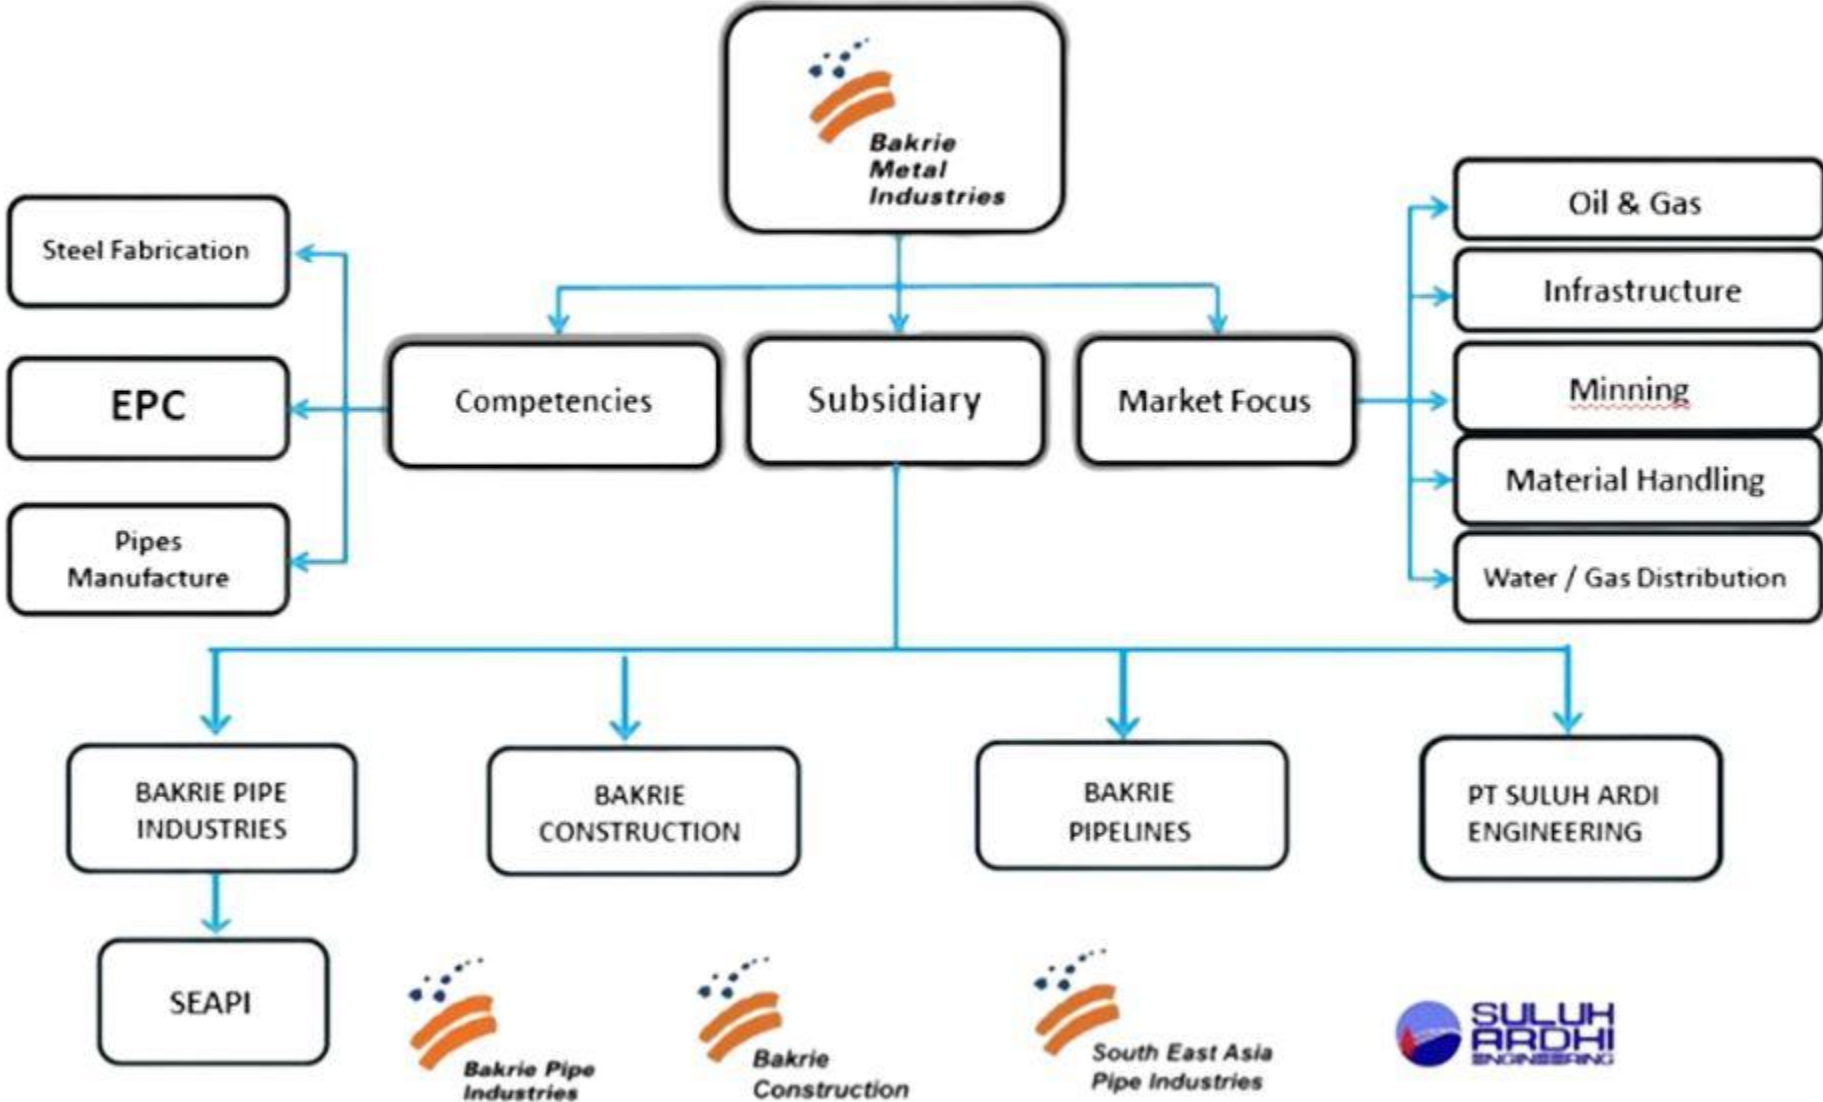 Bakrie
Metal
Industries
Steel Fabrication
EPC
Pipes
Manufacture
Competencies
Subsidiary
Market Focus
Oil & Gas
Infrastructure
Minning
Material Handling
Water / Gas Distribution
BAKRIE PIPE
INDUSTRIES
BAKRIE
CONSTRUCTION
BAKRIE
PIPELINES
PT SULUH ARDI
ENGINEERING
SEAPI
Bakrie Pipe
Industries
Bakrie
Construction
South East Asia
Pipe Industries
SULUH
ARDHI
ENGINEERING